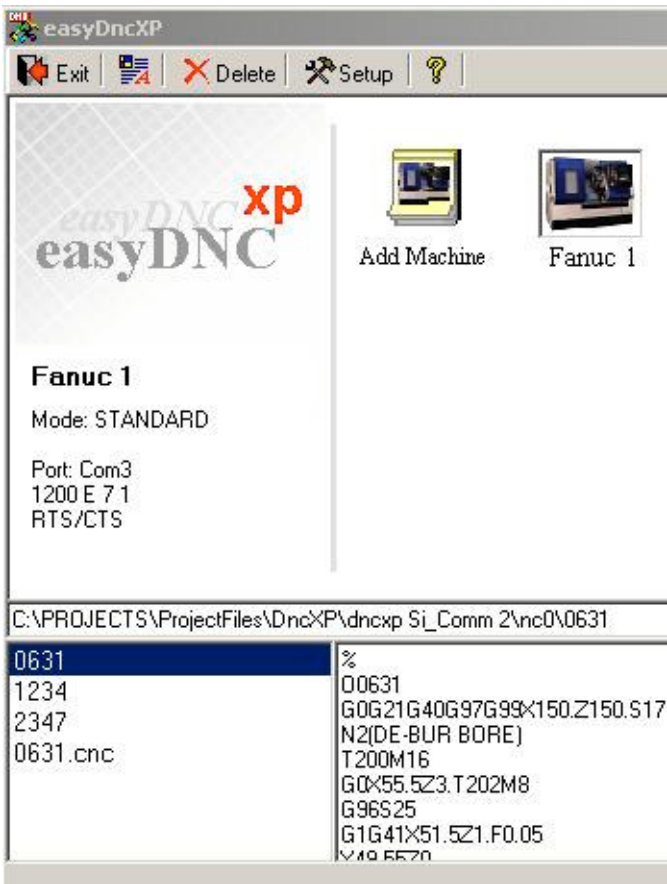 easyDncXP
Exit Delete Setup
easyDNC xp
easyDNC
Add Machine Fanuc 1
Fanuc 1
Mode: STANDARD
Port: Com3
1200 E 7 1
RTS/CTS
C:\PROJECTS\ProjectFiles\DncXP\dncxp Si_Comm 2\nc0\0631
0631
1234
2347
0631.cnc
%
O0631
G0G21G40G97G99X150.Z150.S17
N2(DE-BUR BORE)
T200M16
G0X55.5Z3.T202M8
G96S25
G1G41X51.5Z1.F0.05